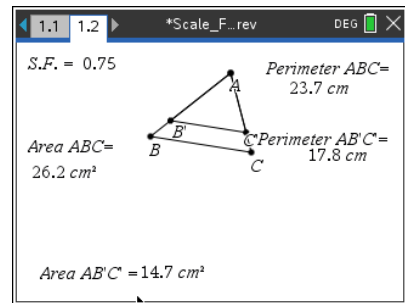 1.1 1.2 *Scale_F...rev DEG
S.F. = 0.75
Perimeter ABC=
23.7 cm
A
B'
C'
Perimeter AB'C'=
17.8 cm
B
C
Area ABC=
26.2 cm²
Area AB'C' =14.7 cm²